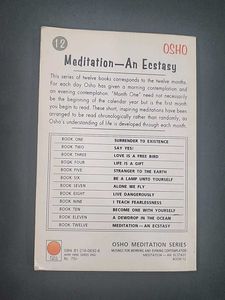 12
OSHO
Meditation—An Ecstasy
This series of twelve books corresponds to the twelve months.
For each day Osho has given a morning contemplation and
an evening contemplation. "Month One" need not necessarily
be the beginning of the calendar year but is the first month
you begin to read. These short, inspiring meditations have been
arranged to be read chronologically rather than randomly, as
Osho's understanding of life is developed through each month.
BOOK ONE SURRENDER TO EXISTENCE
BOOK TWO SAY YES!
BOOK THREE LOVE IS A FREE BIRD
BOOK FOUR LIFE IS A GIFT
BOOK FIVE STRANGER TO THE EARTH
BOOK SIX BE A LAMP UNTO YOURSELF
BOOK SEVEN ALONE WE FLY
BOOK EIGHT LIVE DANGEROUSLY
BOOK NINE I TEACH FEARLESSNESS
BOOK TEN BECOME ONE WITH YOURSELF
BOOK ELEVEN A DEWDROP IN THE OCEAN
BOOK TWELVE MEDITATION—AN ECSTASY
OSHO MEDITATION SERIES
MEDITATION — AN ECSTASY
BOOK 12